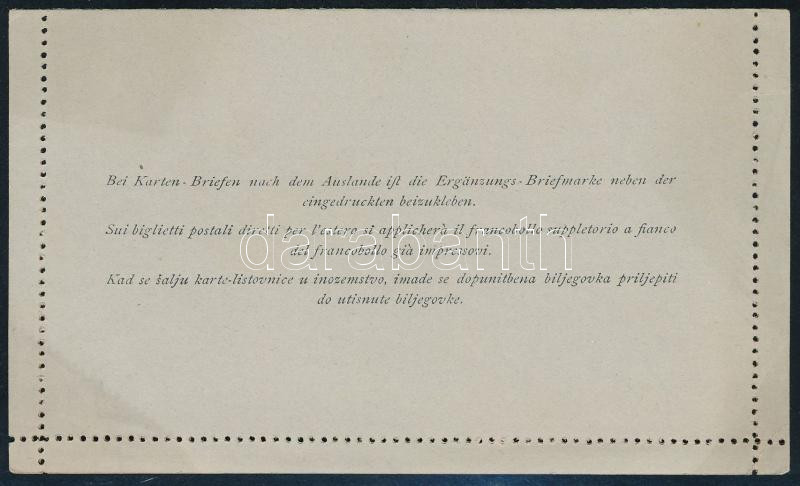 Bei Karten-Briefen nach dem Auslande iſt die Ergänzungs-Briefmarke neben der
eingedruckten beizukleben.
Sui biglietti postali diretti per l'estero si applicherà il francobollo suppletorio a fianco
del francobollo già impressovi.
Kad se šalju karte-listovnice u inozemstvo, imade se dopunitbena biljegovka priljepiti
do utisnute biljegovke.
darabanth